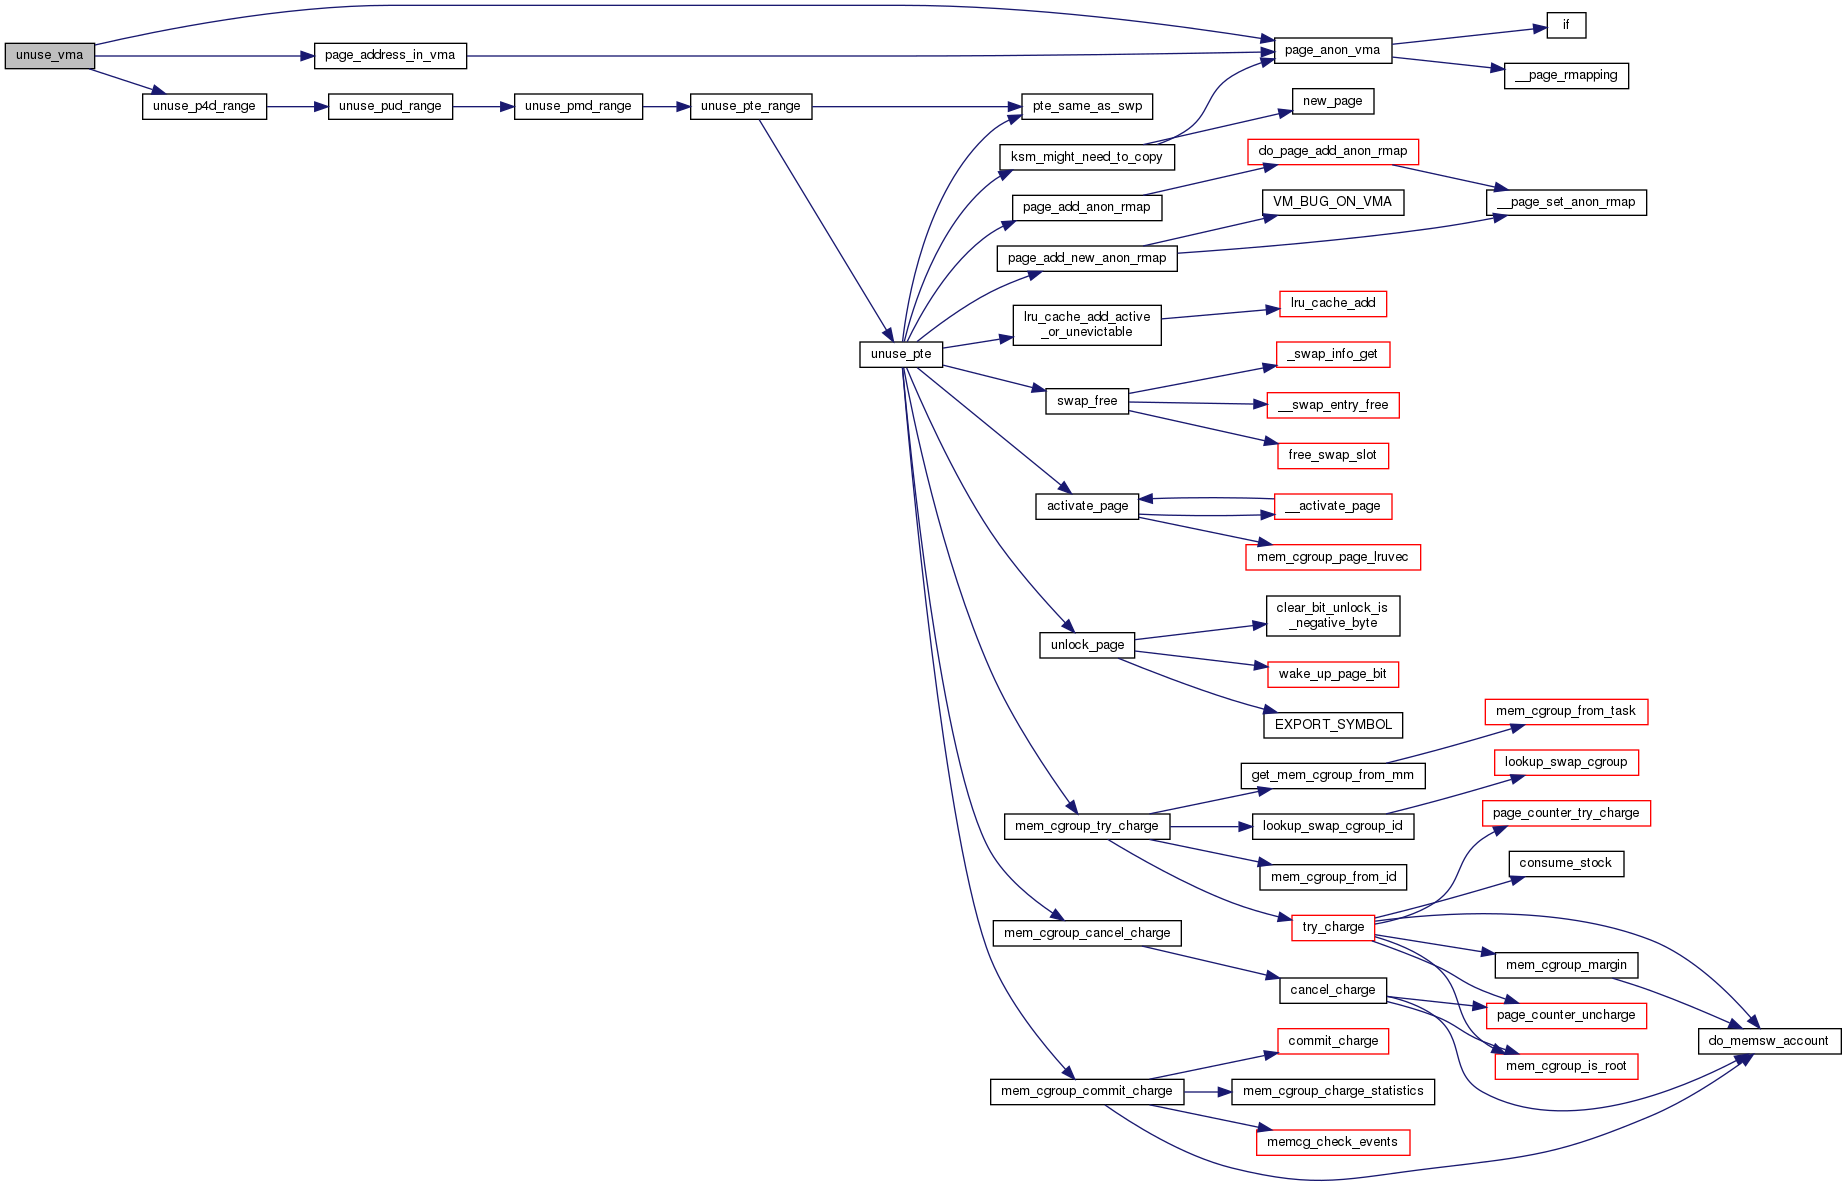 unuse_vma
page_address_in_vma
unuse_p4d_range
unuse_pud_range
unuse_pmd_range
unuse_pte_range
unuse_pte
pte_same_as_swp
ksm_might_need_to_copy
page_add_anon_rmap
page_add_new_anon_rmap
lru_cache_add_active
_or_unevictable
swap_free
activate_page
unlock_page
mem_cgroup_try_charge
mem_cgroup_cancel_charge
mem_cgroup_commit_charge
page_anon_vma
new_page
do_page_add_anon_rmap
VM_BUG_ON_VMA
lru_cache_add
_swap_info_get
__swap_entry_free
free_swap_slot
__activate_page
mem_cgroup_page_lruvec
clear_bit_unlock_is
_negative_byte
wake_up_page_bit
EXPORT_SYMBOL
get_mem_cgroup_from_mm
lookup_swap_cgroup_id
mem_cgroup_from_id
try_charge
cancel_charge
commit_charge
mem_cgroup_charge_statistics
memcg_check_events
if
__page_rmapping
__page_set_anon_rmap
mem_cgroup_from_task
lookup_swap_cgroup
page_counter_try_charge
consume_stock
mem_cgroup_margin
page_counter_uncharge
mem_cgroup_is_root
do_memsw_account